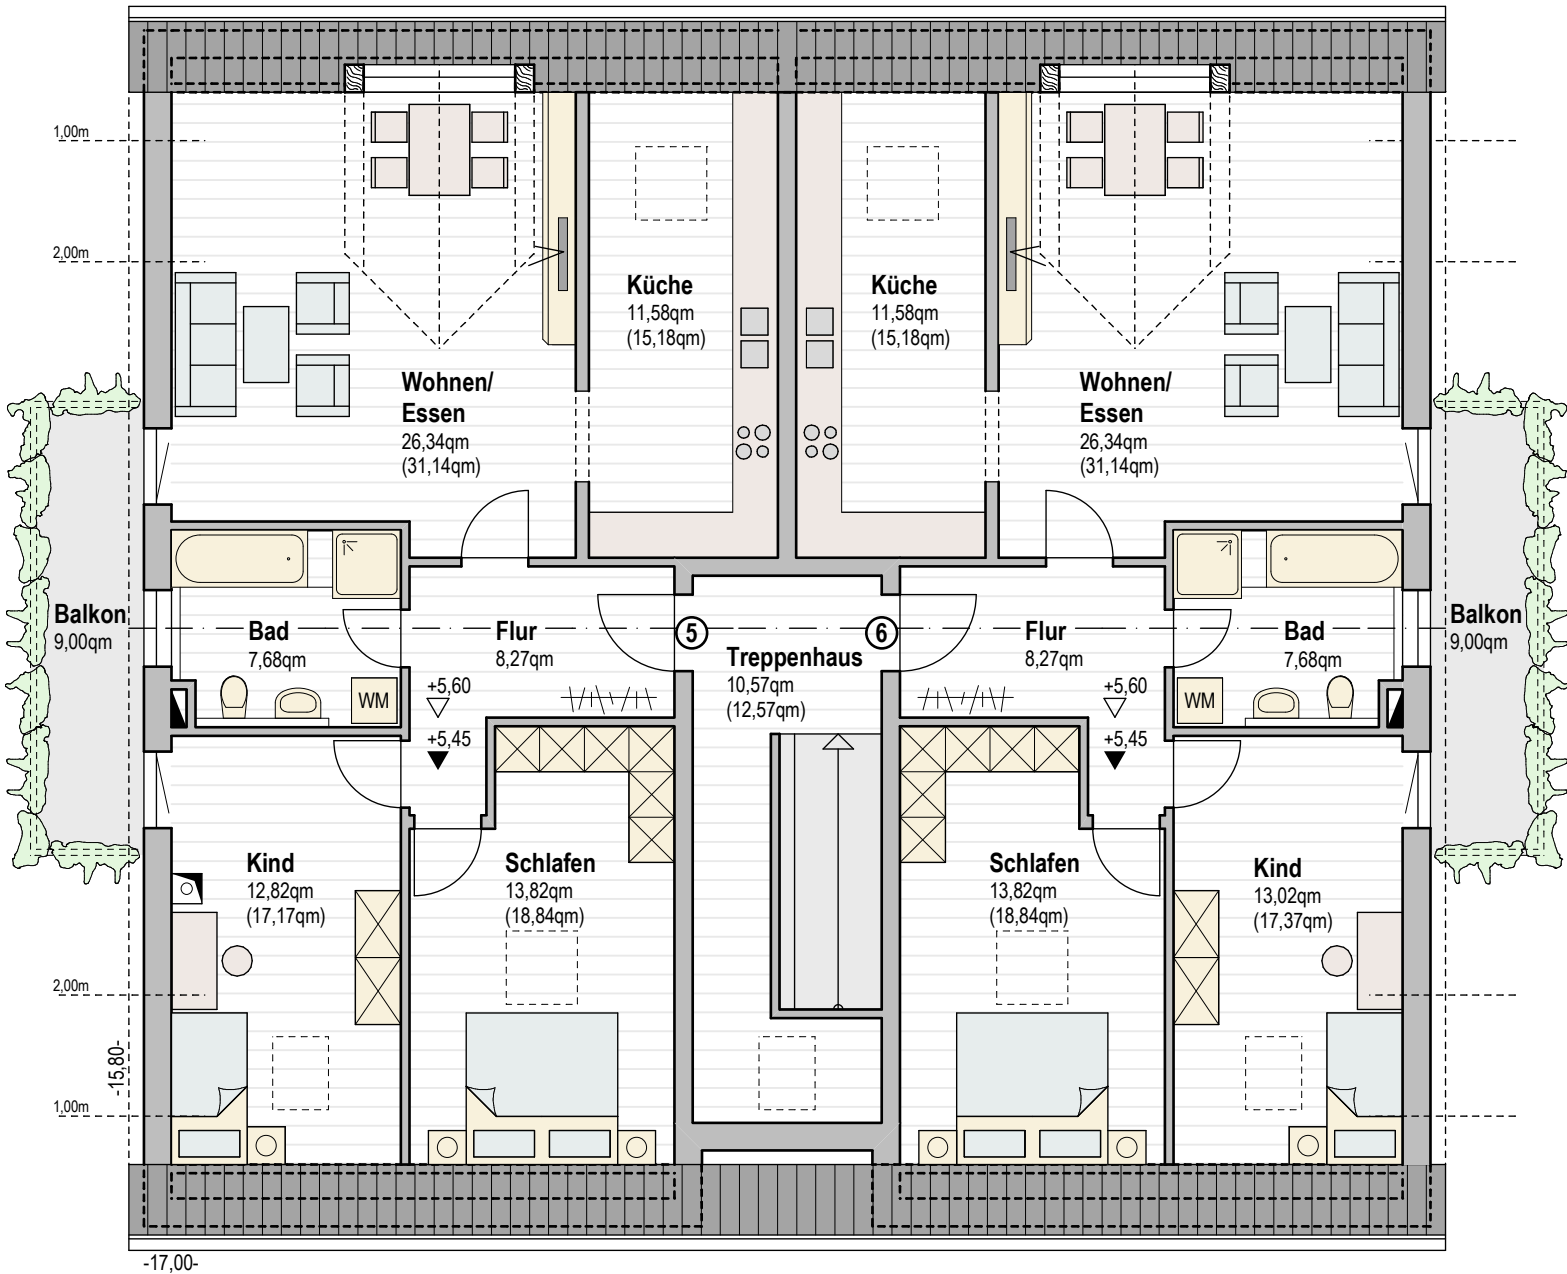 1,00m
2,00m
Küche
11,58qm
(15,18qm)
Küche
11,58qm
(15,18qm)
Wohnen/
Essen
26,34qm
(31,14qm)
Wohnen/
Essen
26,34qm
(31,14qm)
Balkon
9,00qm
Bad
7,68qm
WM
Flur
8,27qm
+5,60
+5,45
5
6
Treppenhaus
10,57qm
(12,57qm)
Flur
8,27qm
+5,60
+5,45
Bad
7,68qm
WM
Balkon
9,00qm
Kind
12,82qm
(17,17qm)
Schlafen
13,82qm
(18,84qm)
Schlafen
13,82qm
(18,84qm)
Kind
13,02qm
(17,37qm)
2,00m
-15,80-
1,00m
-17,00-